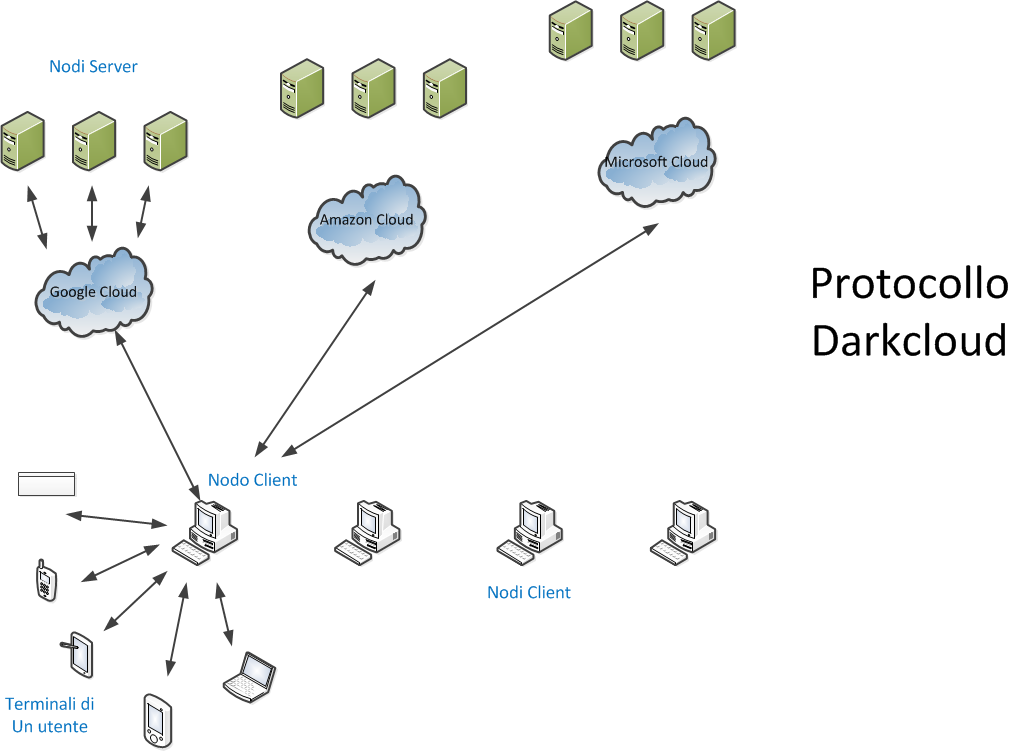 Nodi Server
Microsoft Cloud
Amazon Cloud
Google Cloud
Protocollo
Darkcloud
Nodo Client
Nodi Client
Terminali di
Un utente